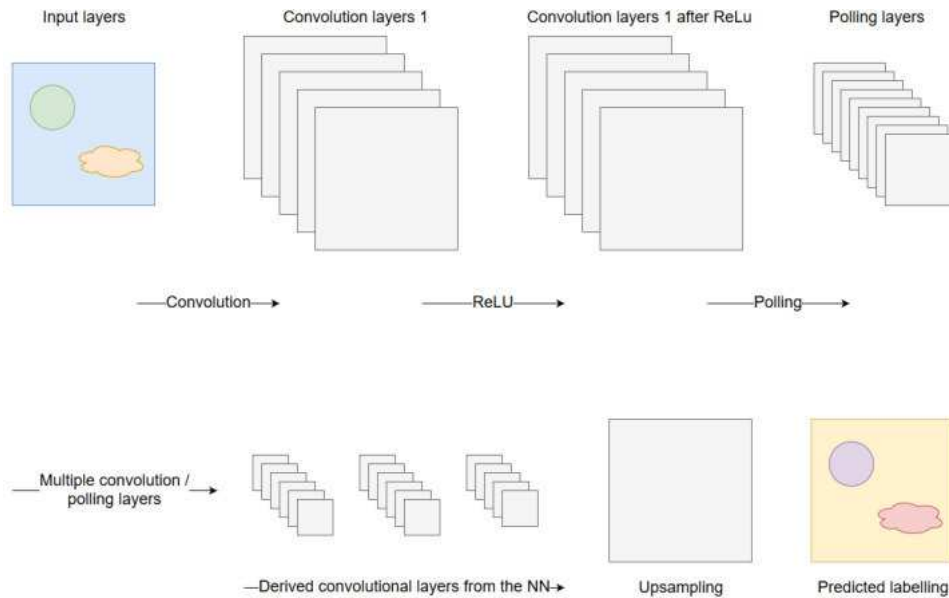 Input layers
Convolution layers 1
Convolution layers 1 after ReLu
Polling layers
Convolution
ReLU
Polling
Multiple convolution /
polling layers
Derived convolutional layers from the NN
Upsampling
Predicted labelling